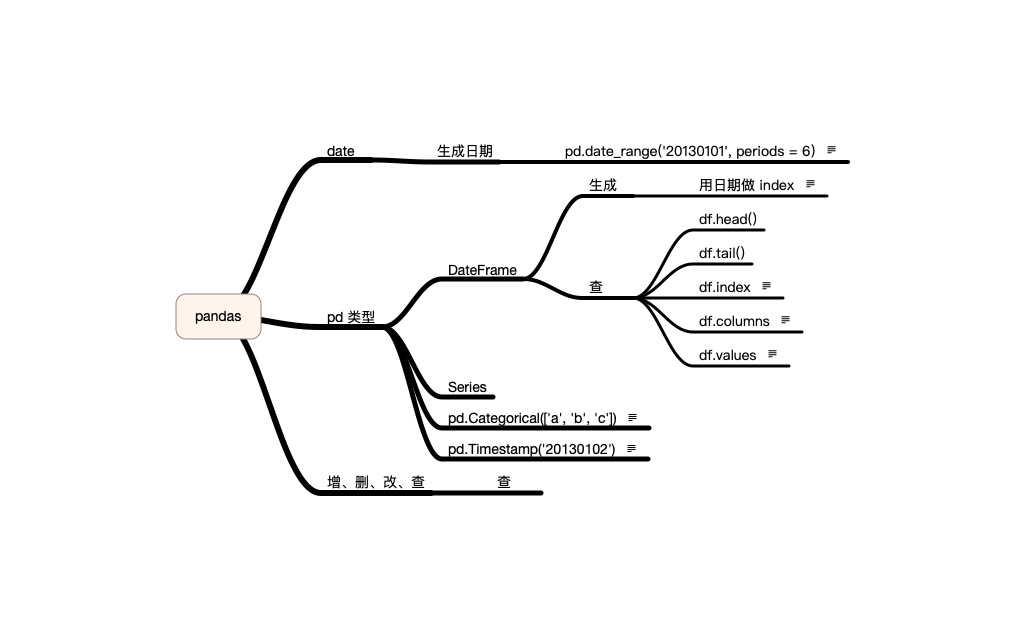 pandas
date
生成日期
pd.date_range('20130101', periods = 6)
pd 类型
DateFrame
生成
用日期做 index
查
df.head()
df.tail()
df.index
df.columns
df.values
Series
pd.Categorical(['a', 'b', 'c'])
pd.Timestamp('20130102')
增、删、改、查
查